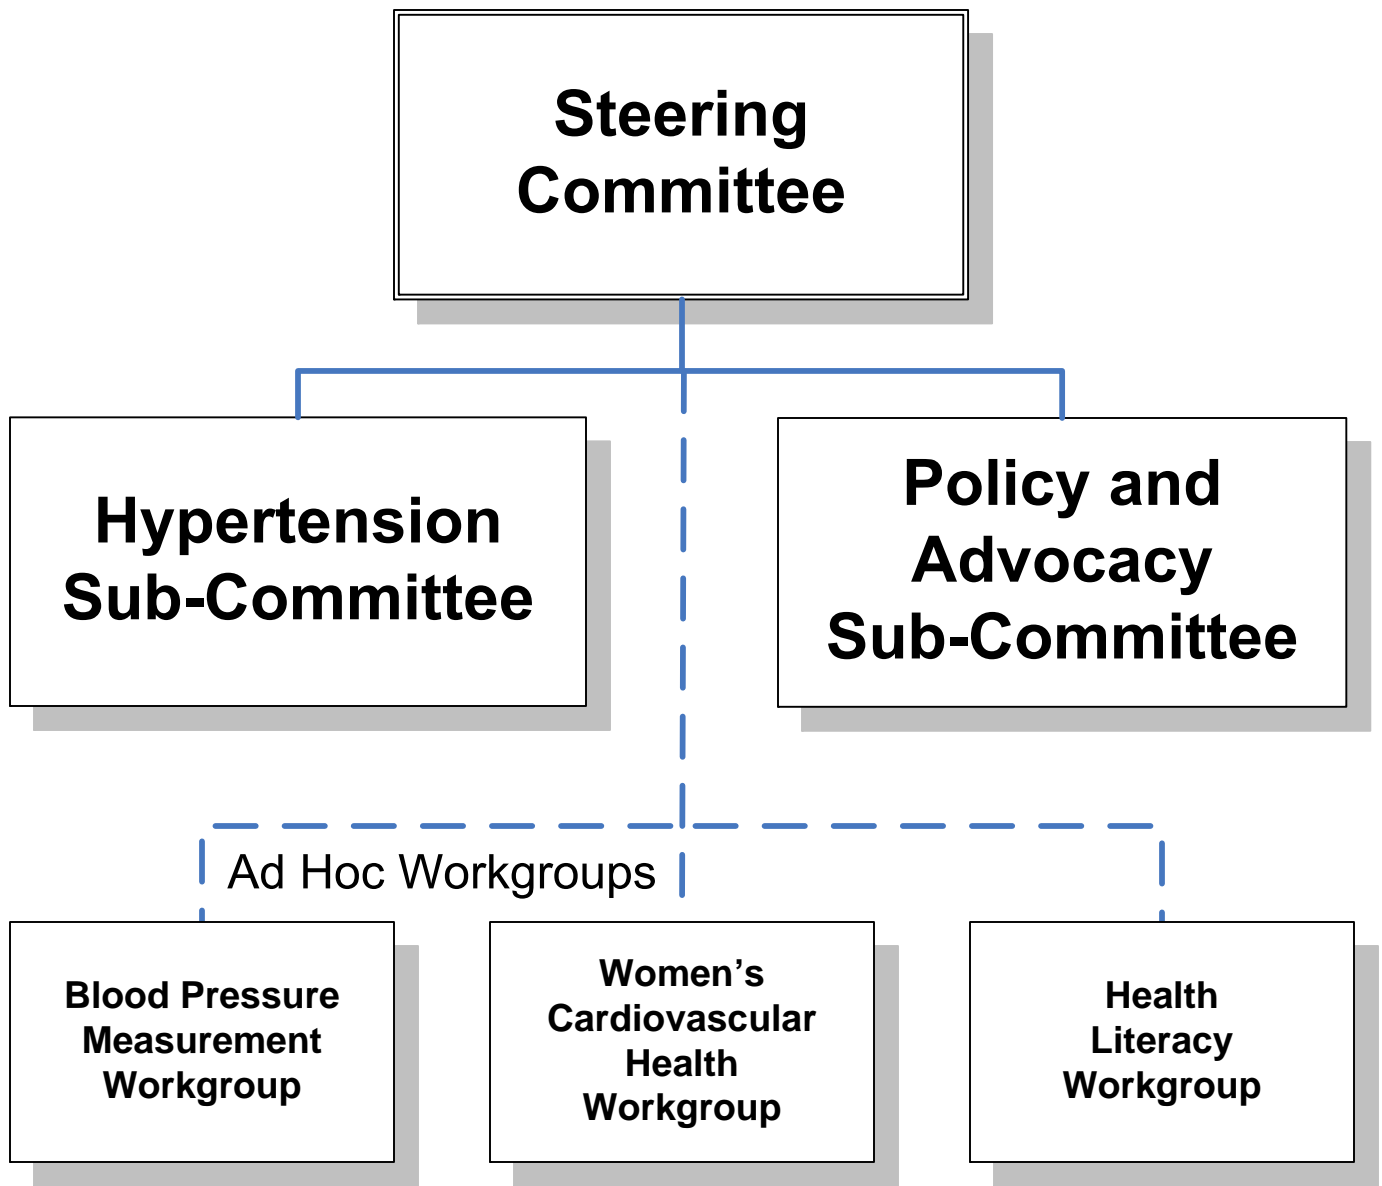 Steering
Committee
Hypertension
Sub-Committee
Policy and
Advocacy
Sub-Committee
Ad Hoc Workgroups
Blood Pressure
Measurement
Workgroup
Women’s
Cardiovascular
Health
Workgroup
Health
Literacy
Workgroup